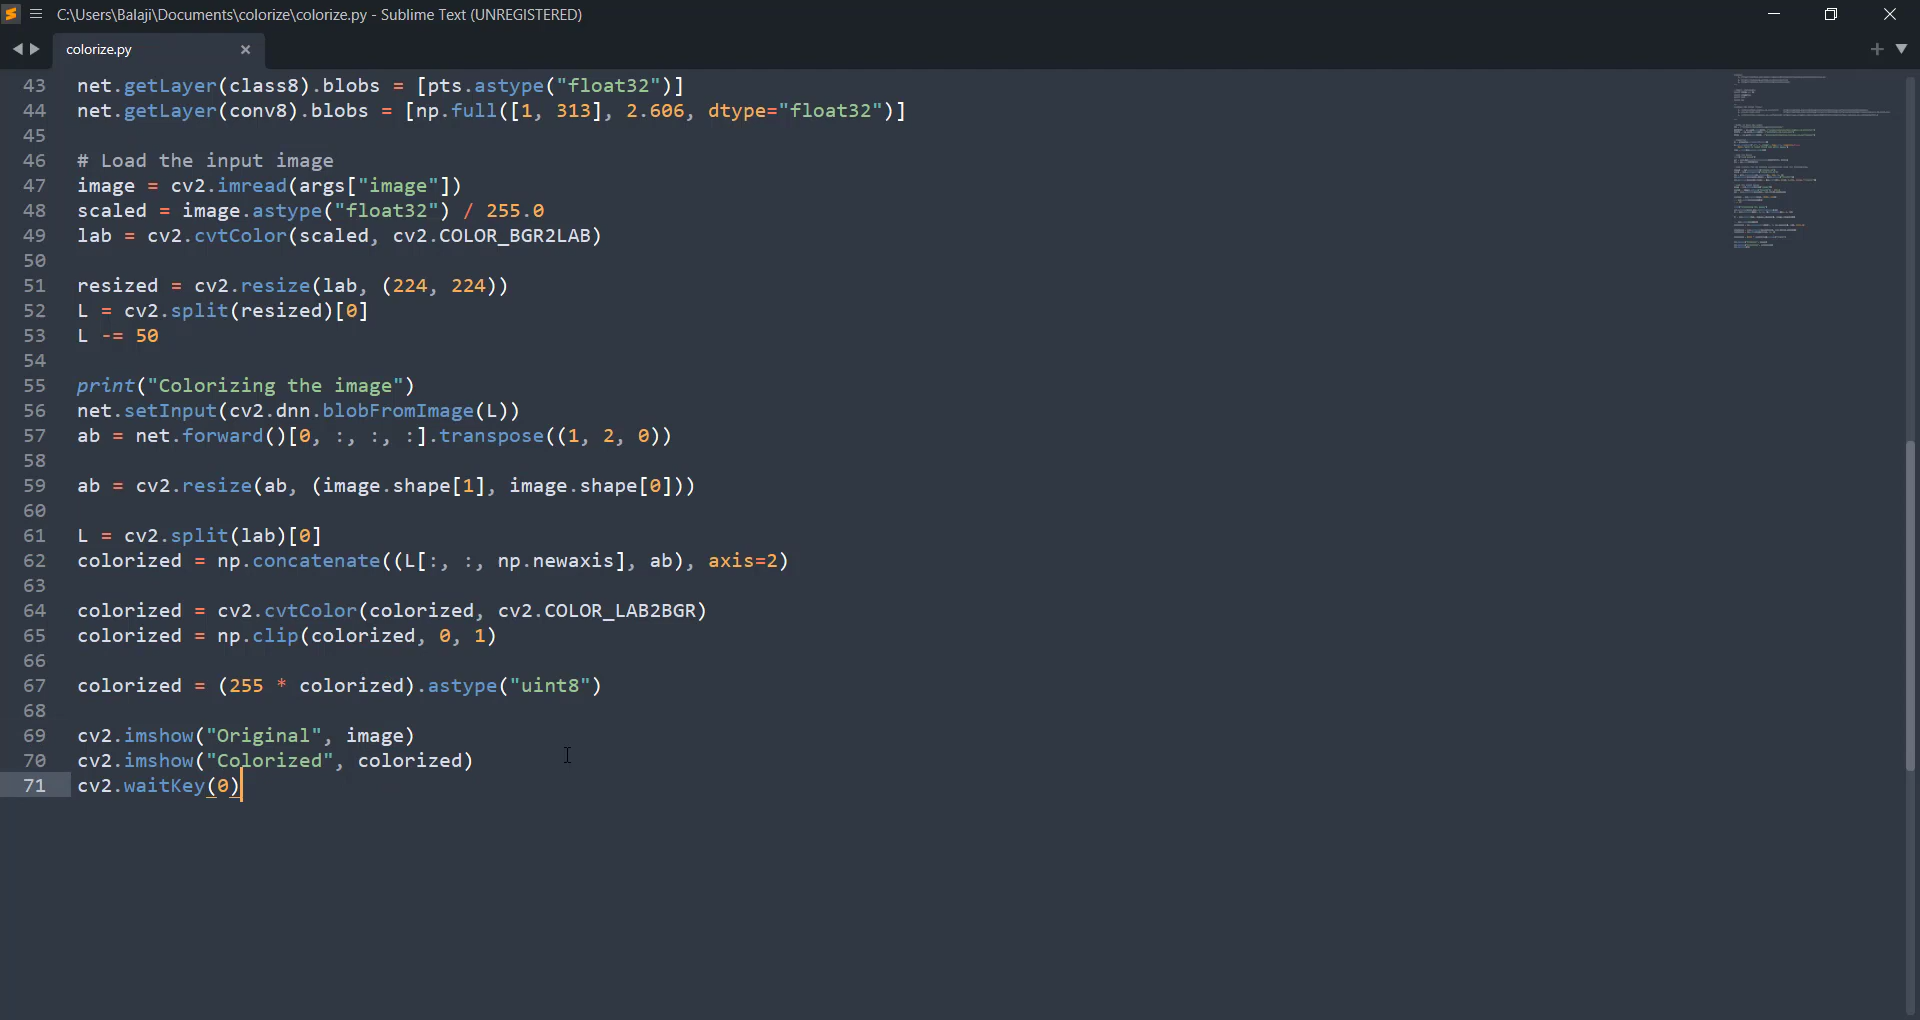 C:\Users\Balaji\Documents\colorize\colorize.py - Sublime Text (UNREGISTERED)
colorize.py
43 net.getLayer(class8).blobs = [pts.astype("float32")]
44 net.getLayer(conv8).blobs = [np.full([1, 313], 2.606, dtype="float32")]
45
46 # Load the input image
47 image = cv2.imread(args["image"])
48 scaled = image.astype("float32") / 255.0
49 lab = cv2.cvtColor(scaled, cv2.COLOR_BGR2LAB)
50
51 resized = cv2.resize(lab, (224, 224))
52 L = cv2.split(resized)[0]
53 L -= 50
54
55 print("Colorizing the image")
56 net.setInput(cv2.dnn.blobFromImage(L))
57 ab = net.forward()[0, :, :, :].transpose((1, 2, 0))
58
59 ab = cv2.resize(ab, (image.shape[1], image.shape[0]))
60
61 L = cv2.split(lab)[0]
62 colorized = np.concatenate((L[:, :, np.newaxis], ab), axis=2)
63
64 colorized = cv2.cvtColor(colorized, cv2.COLOR_LAB2BGR)
65 colorized = np.clip(colorized, 0, 1)
66
67 colorized = (255 * colorized).astype("uint8")
68
69 cv2.imshow("Original", image)
70 cv2.imshow("Colorized", colorized)
71 cv2.waitKey(0)